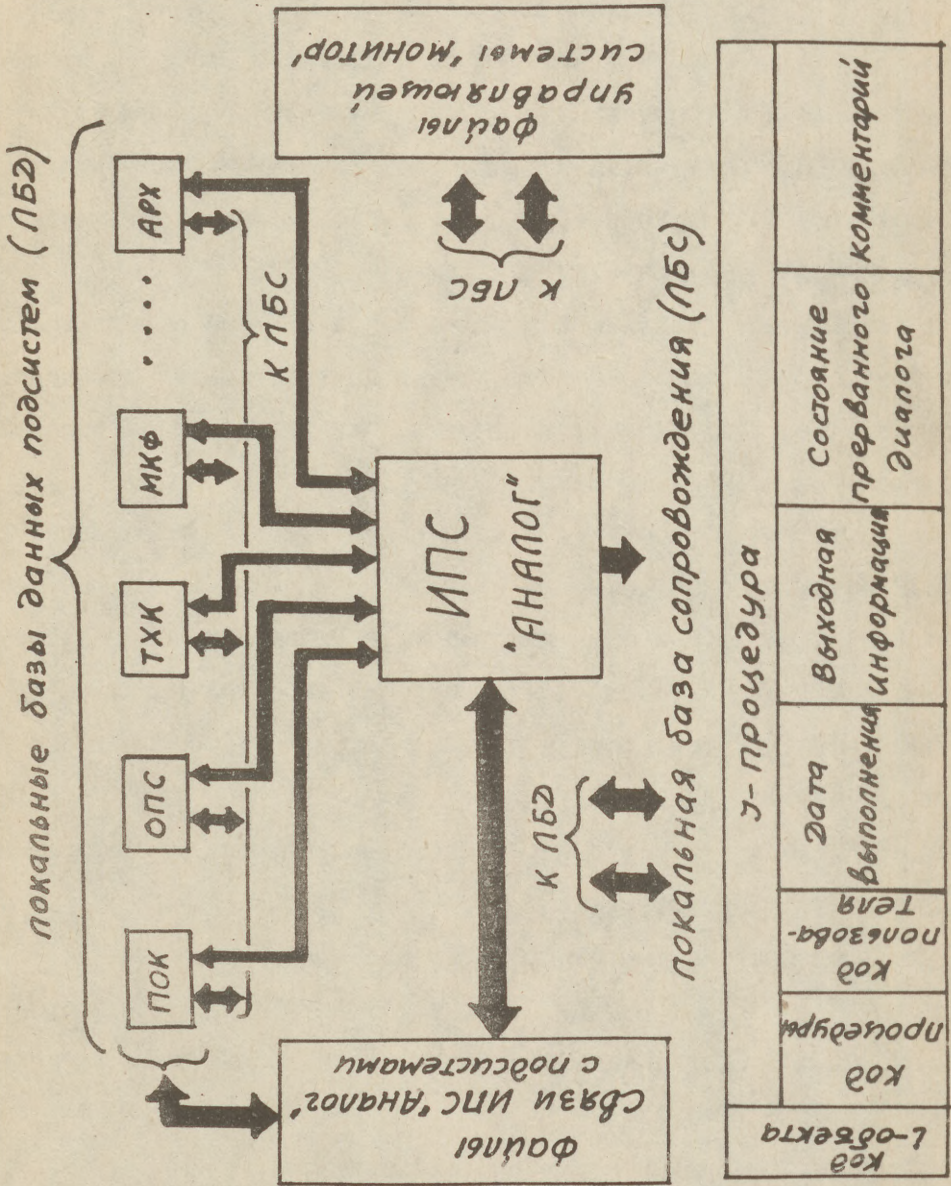 локальные базы данных подсистем (ЛБД)
ПОК
ОПС
ТХК
МКФ
. . . . .
АРХ
К ЛБС
файлы
связи ИПС "Аналог"
с подсистемами
ИПС
"АНАЛОГ"
файлы
управляющей
системы "монитор"
К ЛБС
К ЛБД
локальная база сопровождения (ЛБС)
Код
L-объекта
J-процедура
Код
процедуры
Код
пользова-
теля
Дата
выполнения
Выходная
информация
Состояние
прерванного
диалога
комментарий